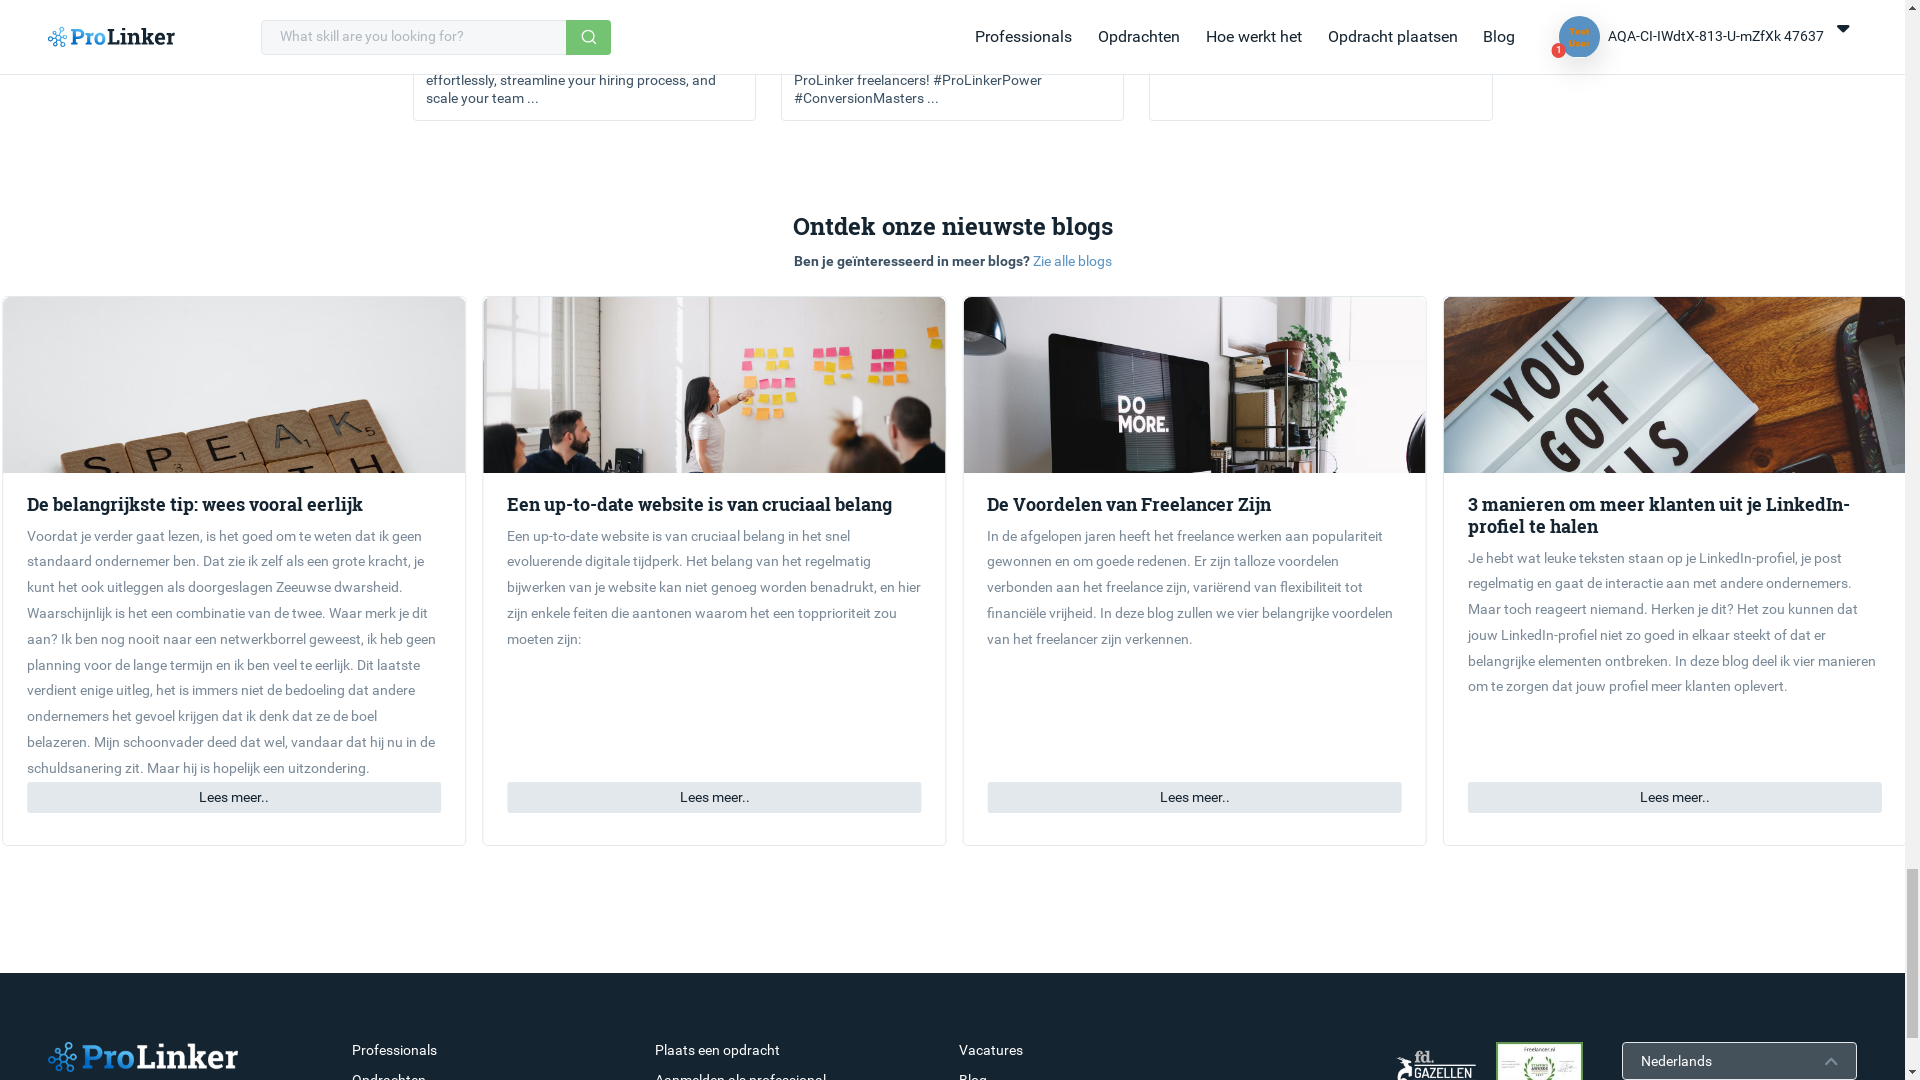 ProLinker
What skill are you looking for?
Professionals
Opdrachten
Hoe werkt het
Opdracht plaatsen
Blog
Test
User
1
AQA-CI-IWdtX-813-U-mZfXk 47637
effortlessly, streamline your hiring process, and
scale your team ...
ProLinker freelancers! #ProLinkerPower
#ConversionMasters ...
Ontdek onze nieuwste blogs
Ben je geïnteresseerd in meer blogs? Zie alle blogs
SPEAK
DO
MORE.
YOU
GOT
De belangrijkste tip: wees vooral eerlijk
Voordat je verder gaat lezen, is het goed om te weten dat ik geen
standaard ondernemer ben. Dat zie ik zelf als een grote kracht, je
kunt het ook uitleggen als doorgeslagen Zeeuwse dwarsheid.
Waarschijnlijk is het een combinatie van de twee. Waar merk je dit
aan? Ik ben nog nooit naar een netwerkborrel geweest, ik heb geen
planning voor de lange termijn en ik ben veel te eerlijk. Dit laatste
verdient enige uitleg, het is immers niet de bedoeling dat andere
ondernemers het gevoel krijgen dat ik denk dat ze de boel
belazeren. Mijn schoonvader deed dat wel, vandaar dat hij nu in de
schuldsanering zit. Maar hij is hopelijk een uitzondering.
Lees meer..
Een up-to-date website is van cruciaal belang
Een up-to-date website is van cruciaal belang in het snel
evoluerende digitale tijdperk. Het belang van het regelmatig
bijwerken van je website kan niet genoeg worden benadrukt, en hier
zijn enkele feiten die aantonen waarom het een topprioriteit zou
moeten zijn:
Lees meer..
De Voordelen van Freelancer Zijn
In de afgelopen jaren heeft het freelance werken aan populariteit
gewonnen en om goede redenen. Er zijn talloze voordelen
verbonden aan het freelance zijn, variërend van flexibiliteit tot
financiële vrijheid. In deze blog zullen we vier belangrijke voordelen
van het freelancer zijn verkennen.
Lees meer..
3 manieren om meer klanten uit je LinkedIn-
profiel te halen
Je hebt wat leuke teksten staan op je LinkedIn-profiel, je post
regelmatig en gaat de interactie aan met andere ondernemers.
Maar toch reageert niemand. Herken je dit? Het zou kunnen dat
jouw LinkedIn-profiel niet zo goed in elkaar steekt of dat er
belangrijke elementen ontbreken. In deze blog deel ik vier manieren
om te zorgen dat jouw profiel meer klanten oplevert.
Lees meer..
ProLinker
Professionals
Opdrachten
Plaats een opdracht
Aanmelden als professional
Vacatures
Blog
fd.
GAZELLEN
Freelancer.nl
Nederlands